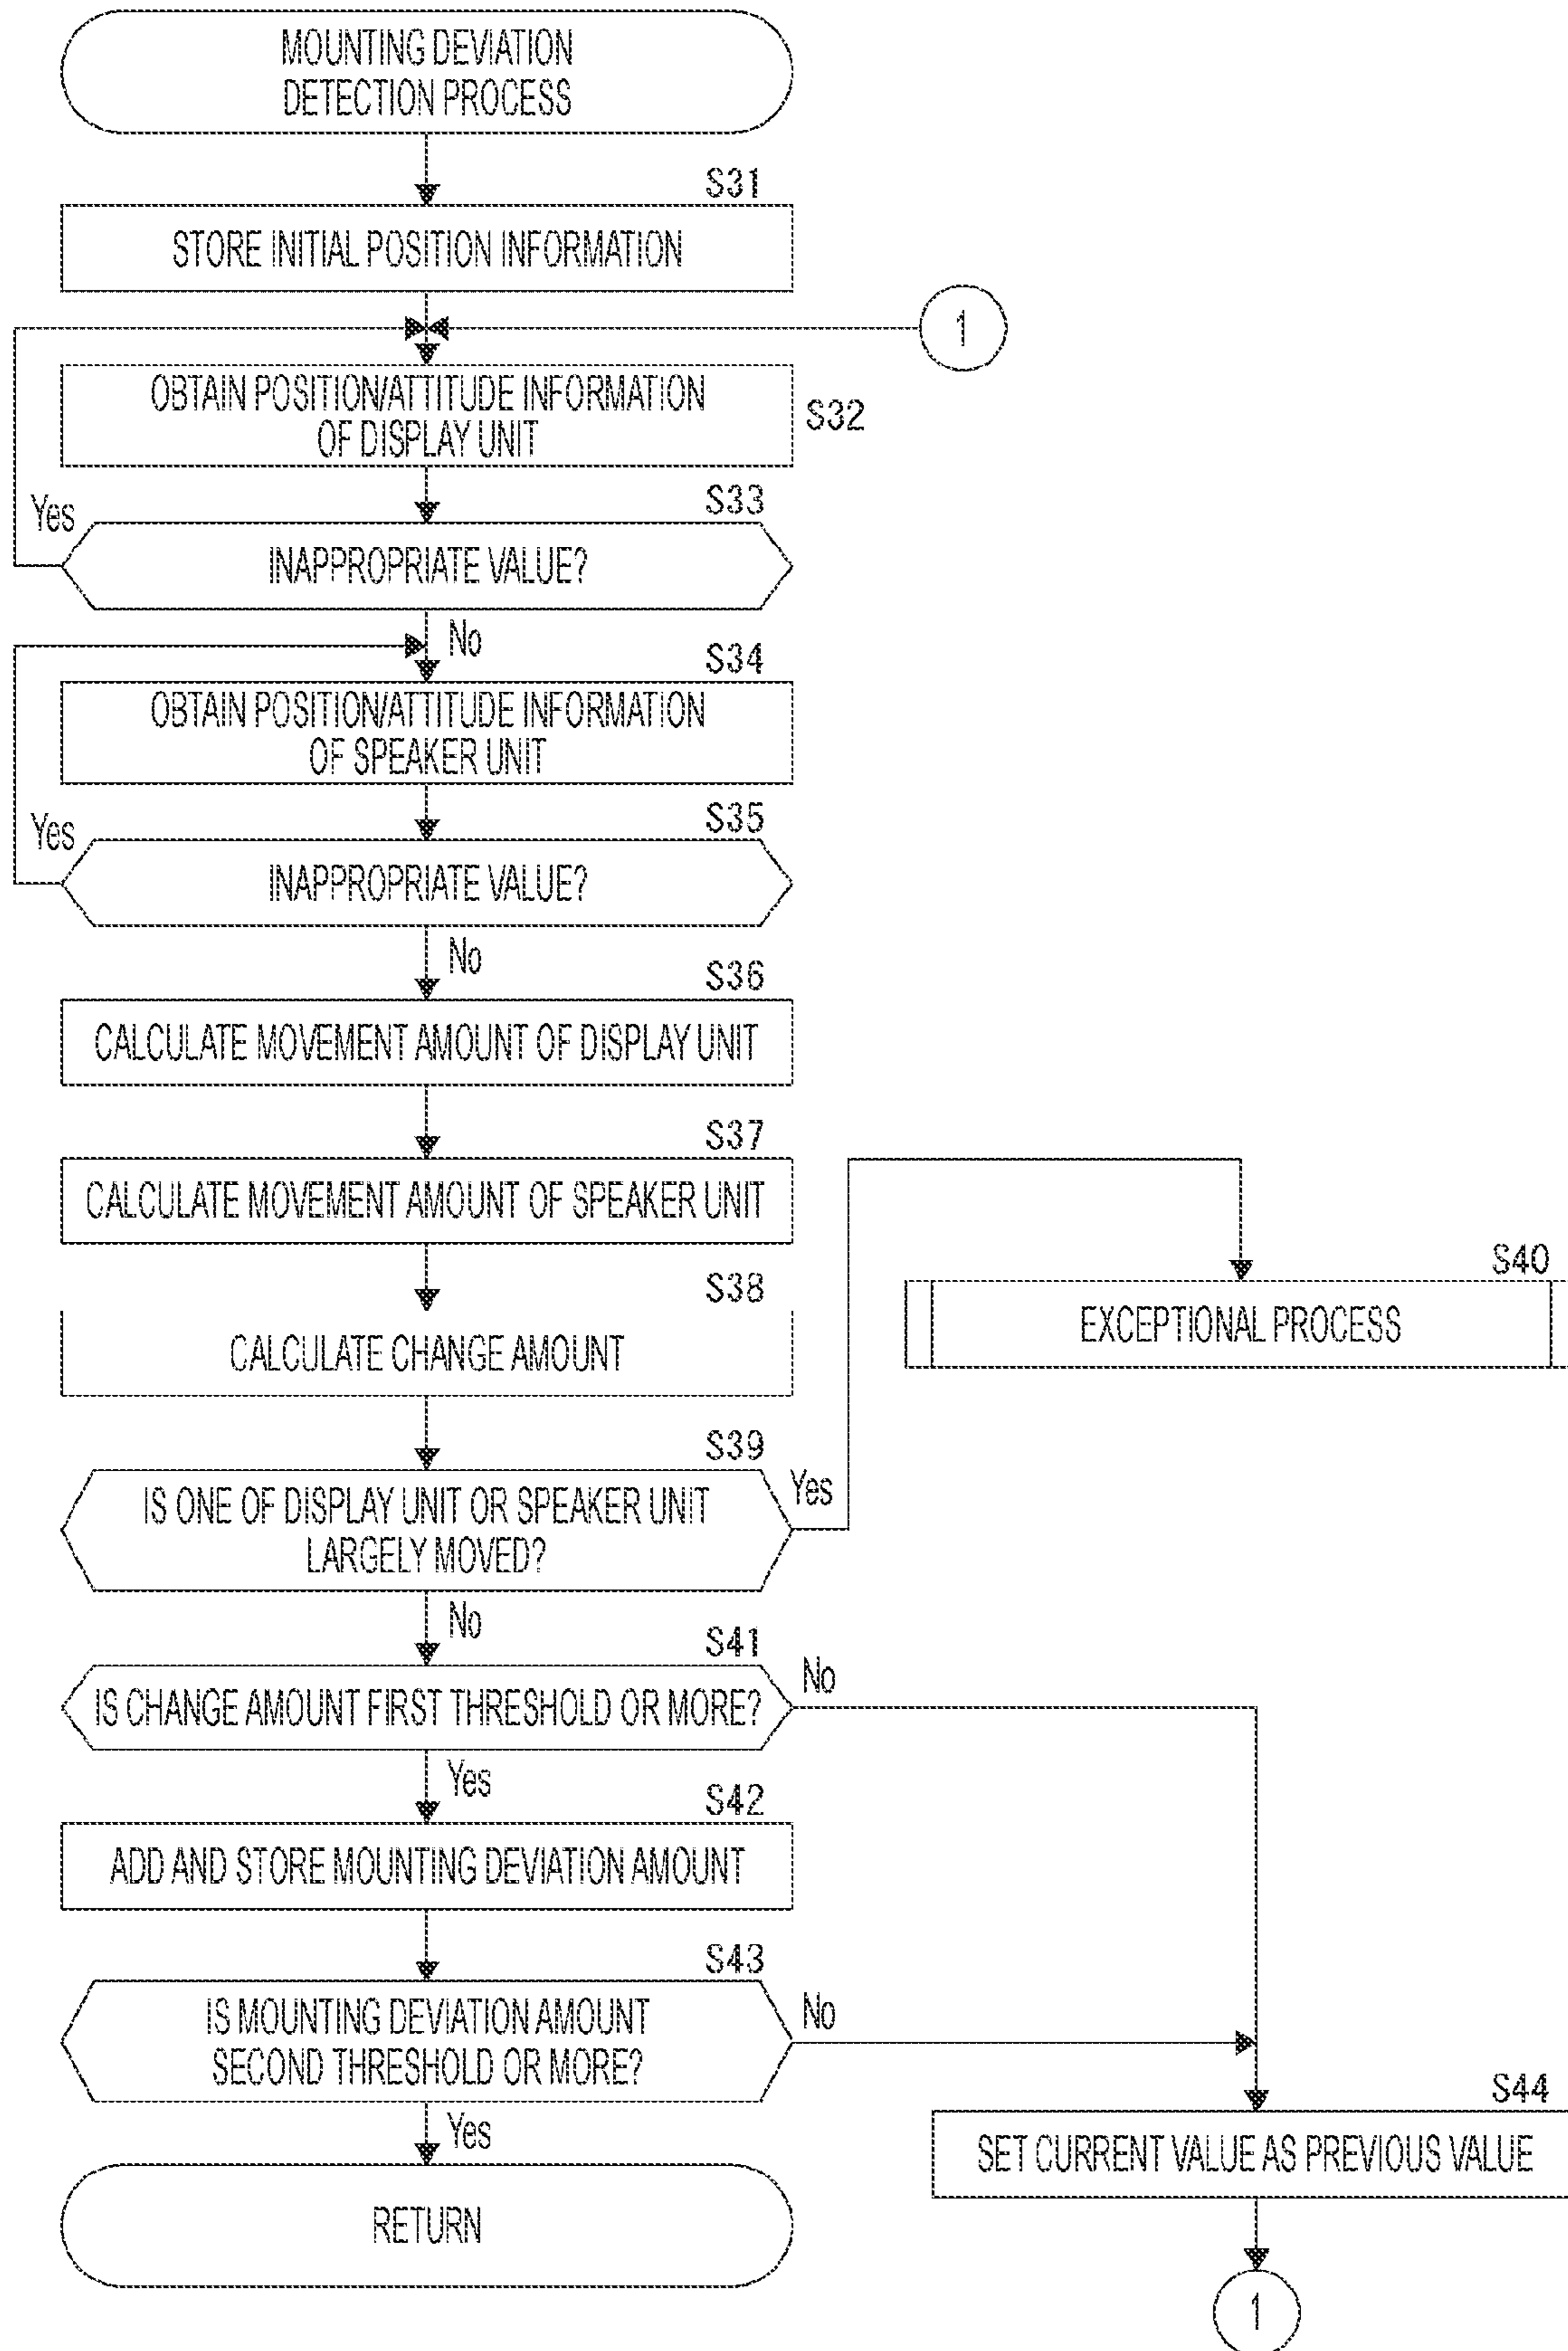 MOUNTING DEVIATION
DETECTION PROCESS
S31
STORE INITIAL POSITION INFORMATION
1
OBTAIN POSITION/ATTITUDE INFORMATION
OF DISPLAY UNIT
S32
S33
Yes
INAPPROPRIATE VALUE?
No
S34
OBTAIN POSITION/ATTITUDE INFORMATION
OF SPEAKER UNIT
S35
Yes
INAPPROPRIATE VALUE?
No
S36
CALCULATE MOVEMENT AMOUNT OF DISPLAY UNIT
S37
CALCULATE MOVEMENT AMOUNT OF SPEAKER UNIT
S38
CALCULATE CHANGE AMOUNT
S40
EXCEPTIONAL PROCESS
S39
IS ONE OF DISPLAY UNIT OR SPEAKER UNIT
LARGELY MOVED?
Yes
No
S41
IS CHANGE AMOUNT FIRST THRESHOLD OR MORE?
No
Yes
S42
ADD AND STORE MOUNTING DEVIATION AMOUNT
S43
IS MOUNTING DEVIATION AMOUNT
SECOND THRESHOLD OR MORE?
No
Yes
S44
SET CURRENT VALUE AS PREVIOUS VALUE
RETURN
1